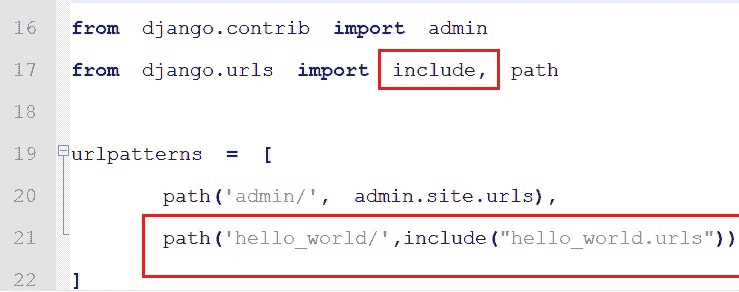 16 from django.contrib import admin
17 from django.urls import include, path
18
19 urlpatterns = [
20 path('admin/', admin.site.urls),
21 path('hello_world/',include("hello_world.urls"))
22 ]